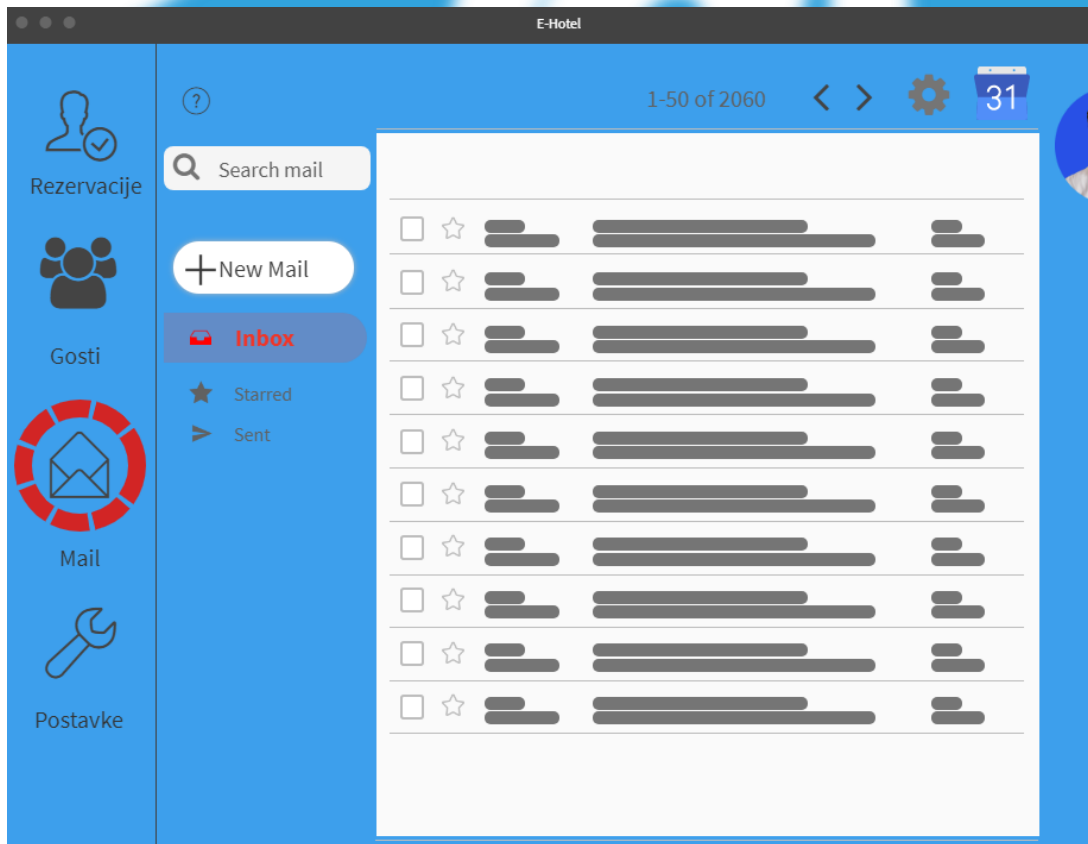 E-Hotel
Rezervacije
Gosti
Mail
Postavke
?
Search mail
New Mail
Inbox
Starred
Sent
1-50 of 2060
31